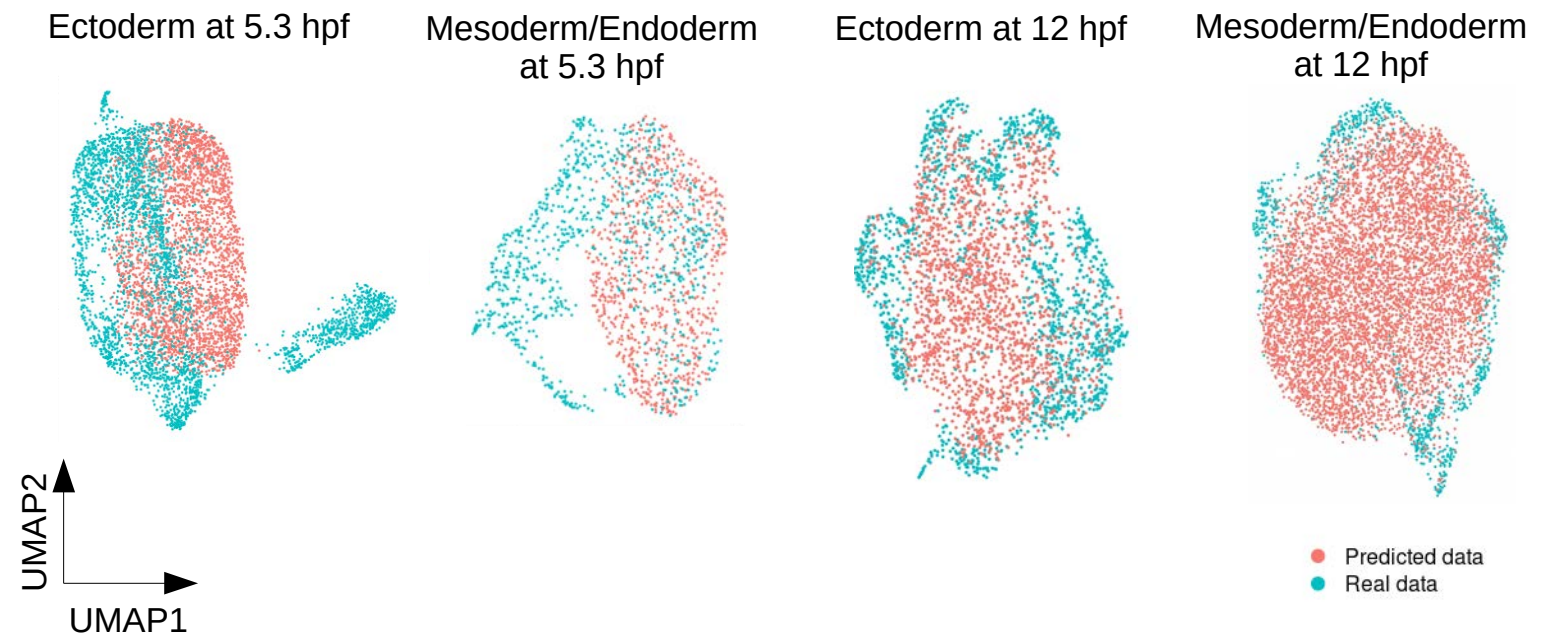 Ectoderm at 5.3 hpf
Mesoderm/Endoderm
at 5.3 hpf
Ectoderm at 12 hpf
Mesoderm/Endoderm
at 12 hpf
UMAP2
UMAP1
Predicted data
Real data